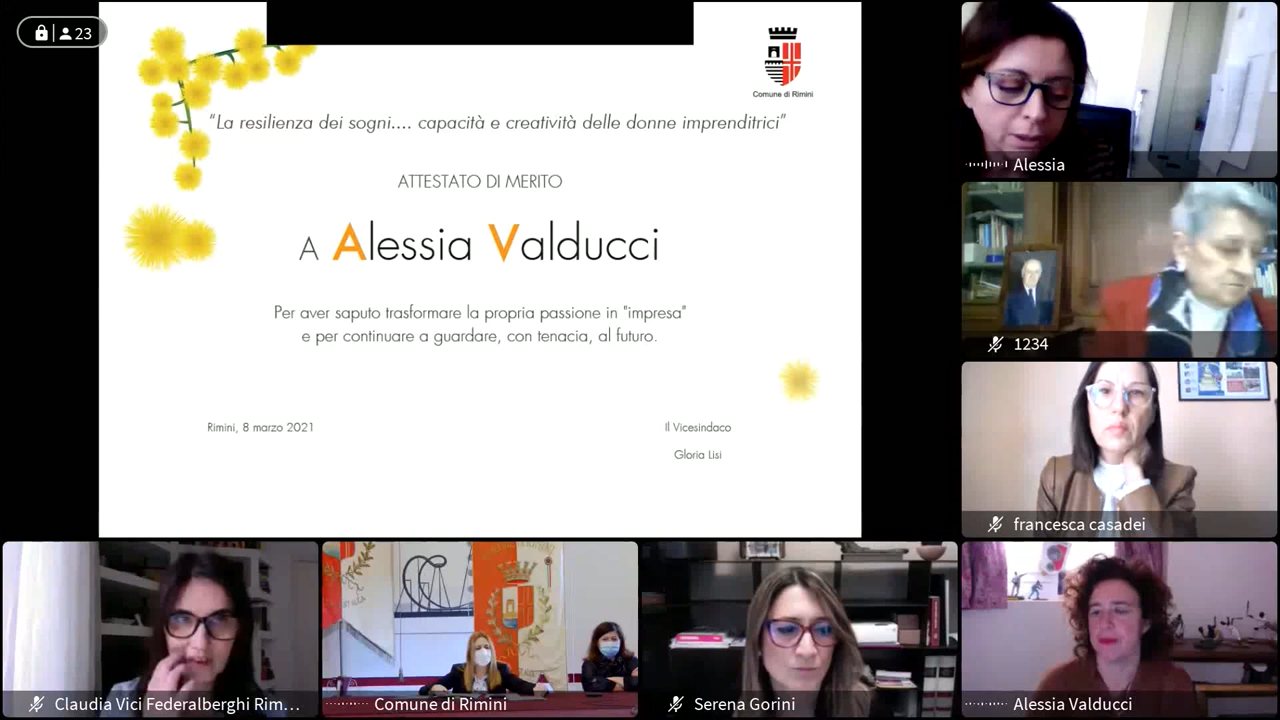 23
Comune di Rimini
“La resilienza dei sogni.... capacità e creatività delle donne imprenditrici”
ATTESTATO DI MERITO
A Alessia Valducci
Per aver saputo trasformare la propria passione in "impresa"
e per continuare a guardare, con tenacia, al futuro.
Rimini, 8 marzo 2021
Il Vicesindaco
Gloria Lisi
Alessia
1234
francesca casadei
Claudia Vici Federalberghi Rim...
Comune di Rimini
Serena Gorini
Alessia Valducci